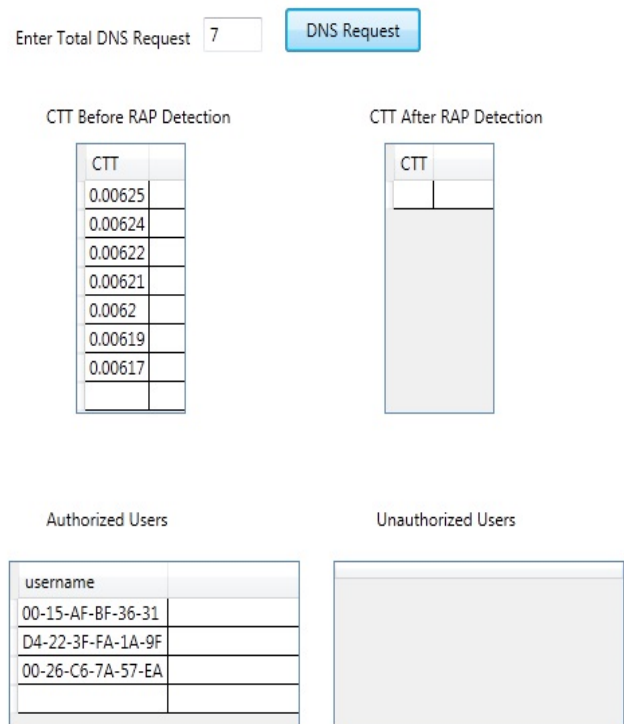 Enter Total DNS Request 7 DNS Request
CTT Before RAP Detection
CTT
0.00625
0.00624
0.00622
0.00621
0.0062
0.00619
0.00617
CTT After RAP Detection
CTT
Authorized Users
username
00-15-AF-BF-36-31
D4-22-3F-FA-1A-9F
00-26-C6-7A-57-EA
Unauthorized Users